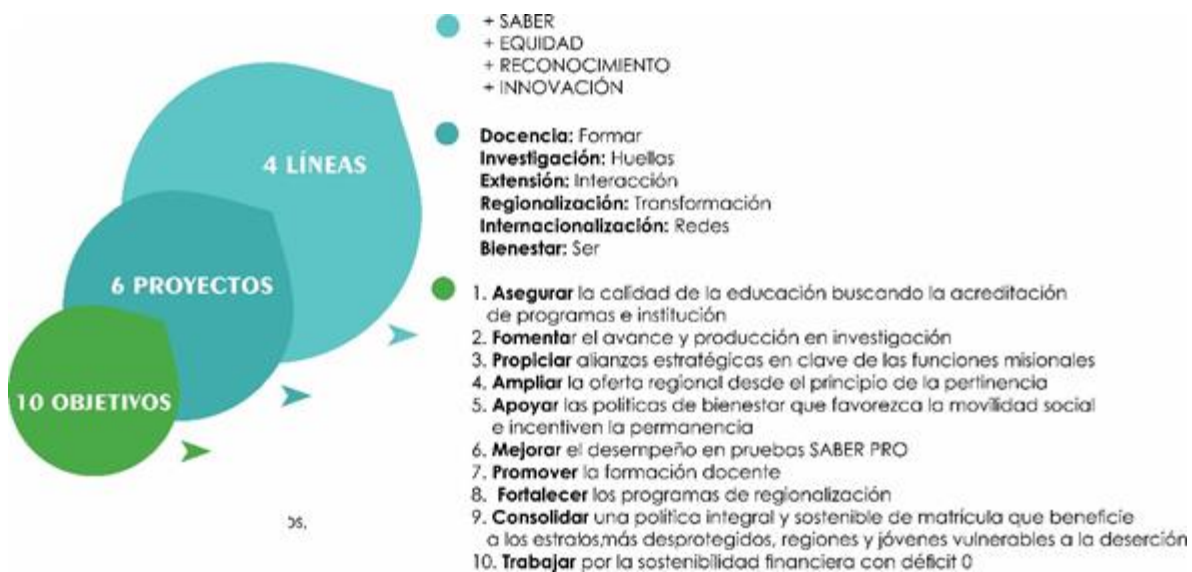 + SABER
+ EQUIDAD
+ RECONOCIMIENTO
+ INNOVACIÓN
4 LÍNEAS
Docencia: Formar
Investigación: Huellas
Extensión: Interacción
Regionalización: Transformación
Internacionalización: Redes
Bienestar: Ser
6 PROYECTOS
1. Asegurar la calidad de la educación buscando la acreditación
de programas e institución
2. Fomentar el avance y producción en investigación
3. Propiciar alianzas estratégicas en clave de las funciones misionales
4. Ampliar la oferta regional desde el principio de la pertinencia
5. Apoyar las políticas de bienestar que favorezca la movilidad social
e incentiven la permanencia
6. Mejorar el desempeño en pruebas SABER PRO
7. Promover la formación docente
8. Fortalecer los programas de regionalización
9. Consolidar una política integral y sostenible de matrícula que beneficie
a los estratos,más desprotegidos, regiones y jóvenes vulnerables a la deserción
10. Trabajar por la sostenibilidad financiera con déficit 0
10 OBJETIVOS
os,